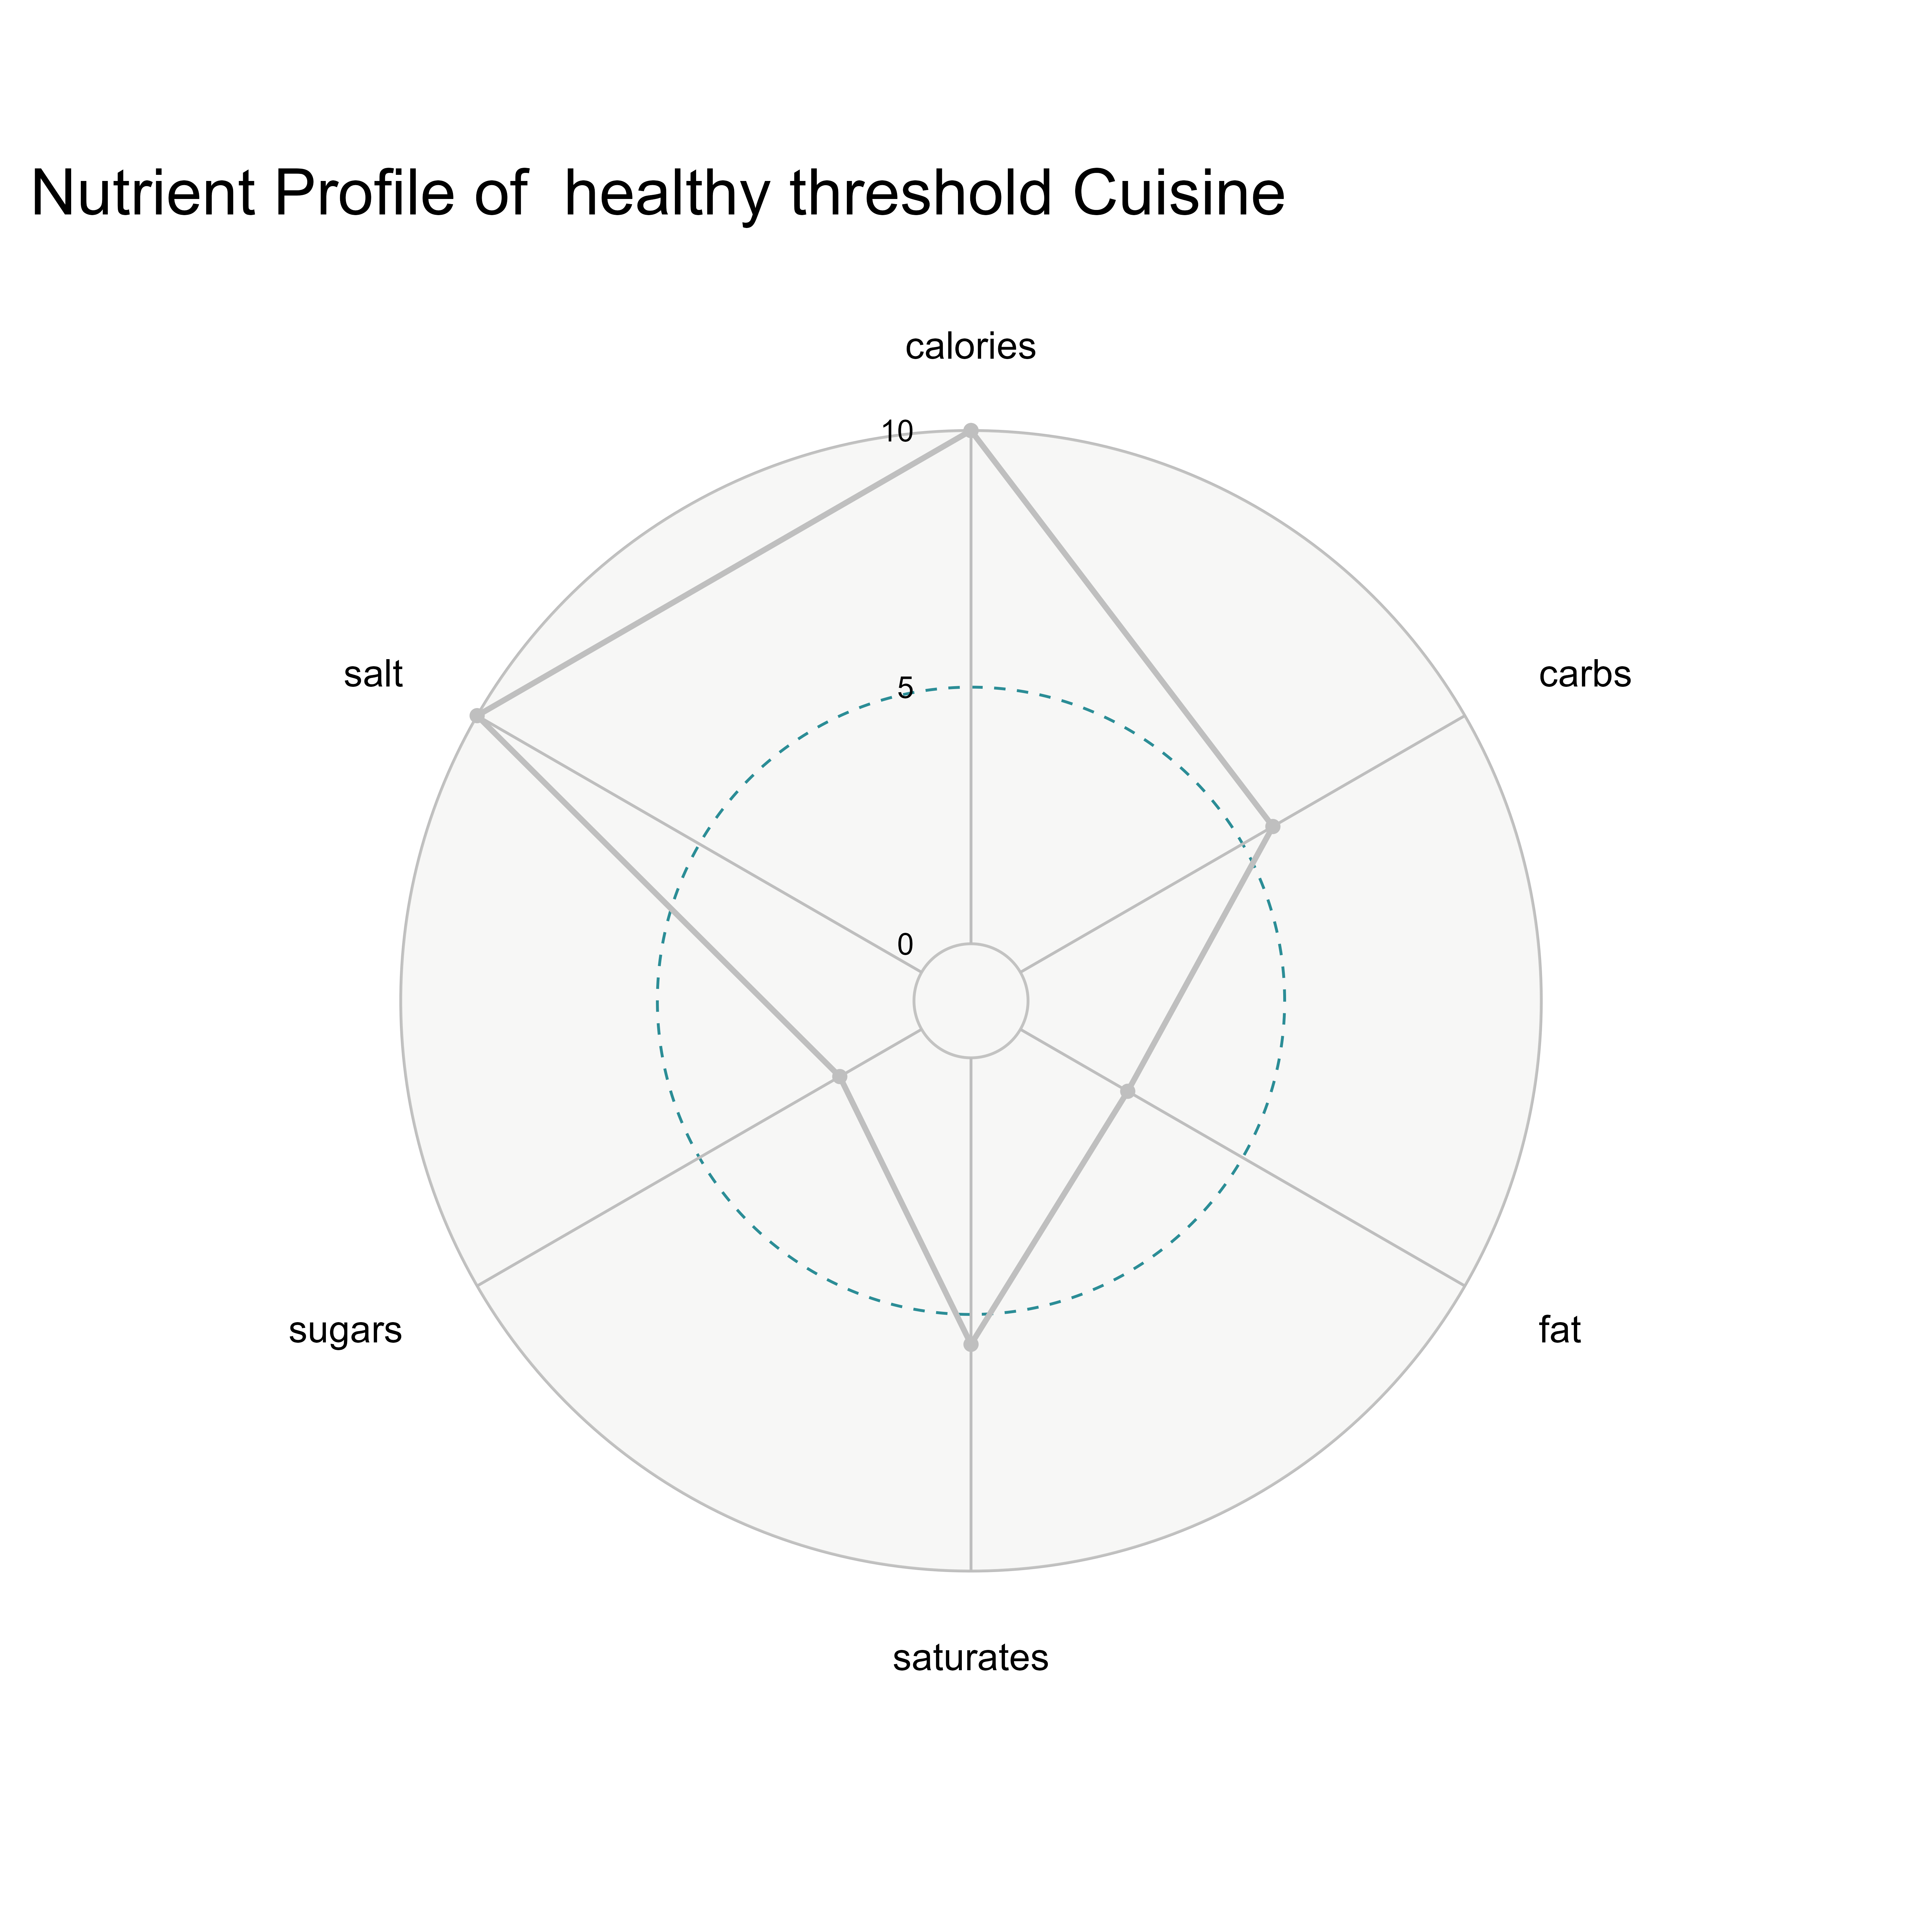 Nutrient Profile of  healthy threshold Cuisine
calories
10
salt
5
carbs
0
sugars
fat
saturates